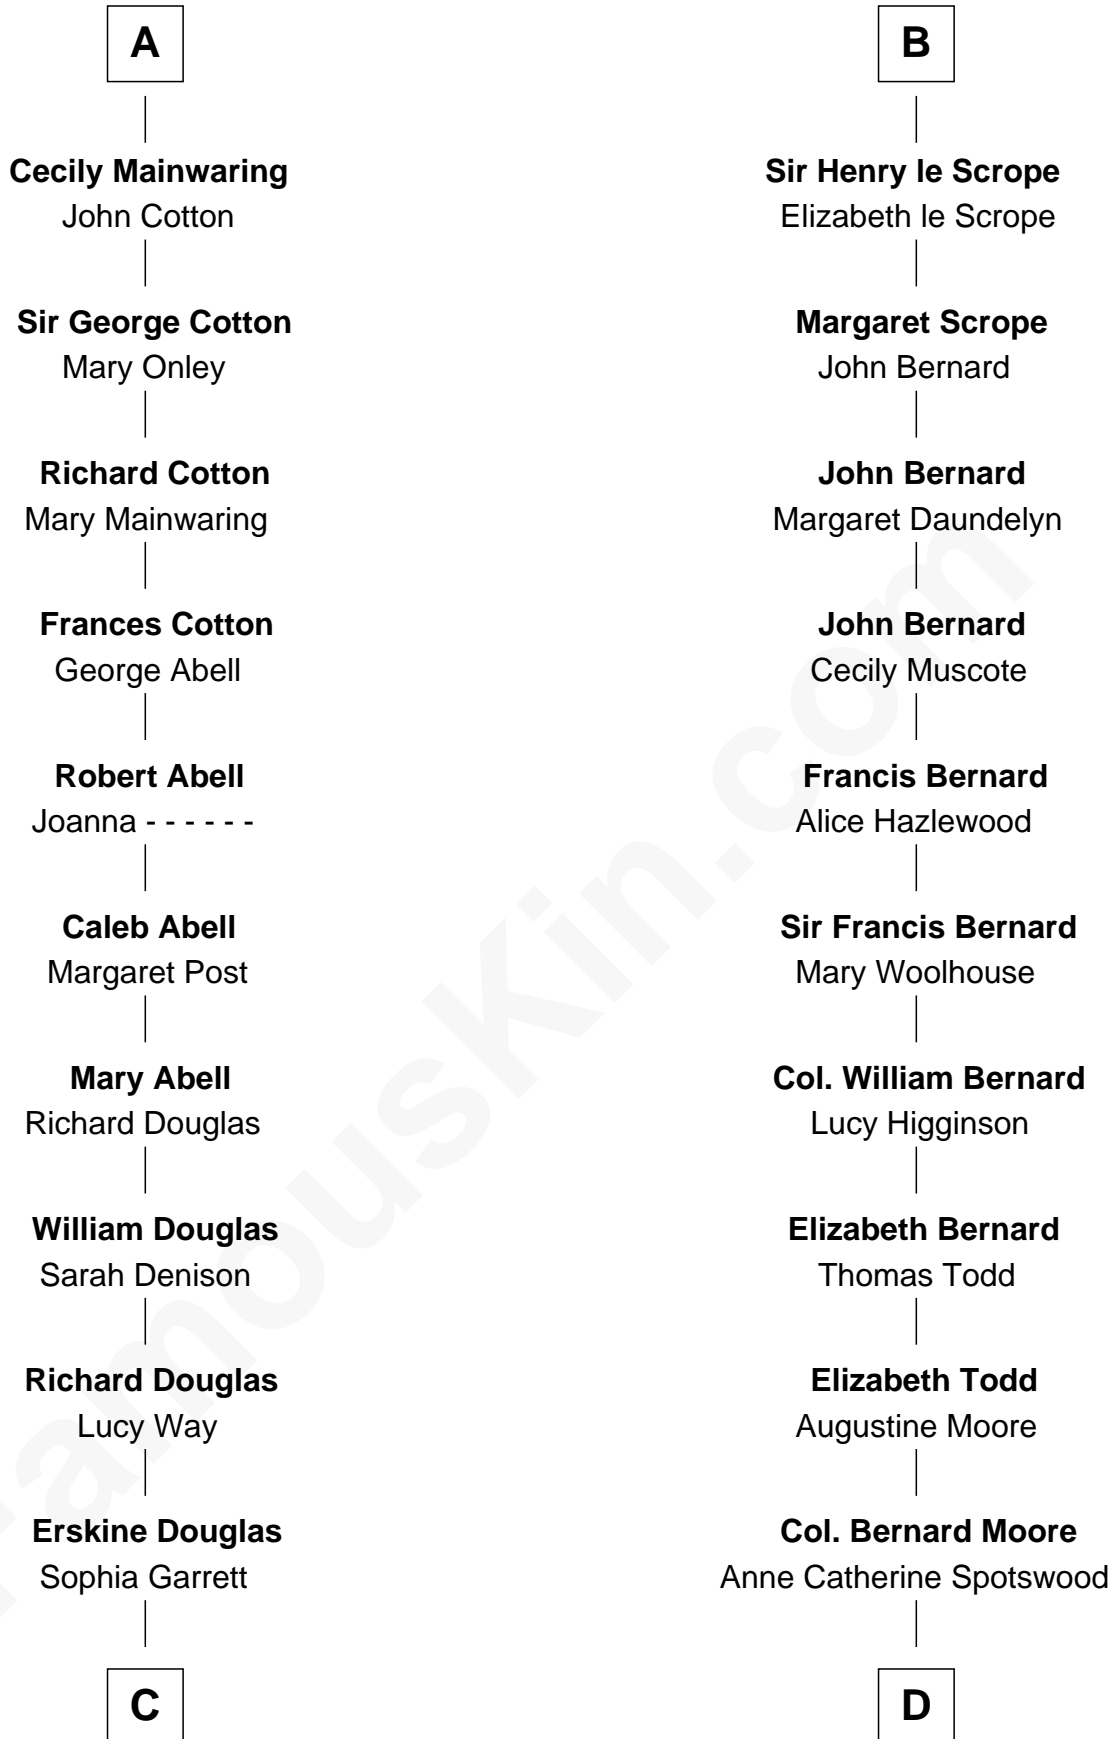 A
Cecily Mainwaring
John Cotton
Sir George Cotton
Mary Onley
Richard Cotton
Mary Mainwaring
Frances Cotton
George Abell
Robert Abell
Joanna - - - - - -
Caleb Abell
Margaret Post
Mary Abell
Richard Douglas
William Douglas
Sarah Denison
Richard Douglas
Lucy Way
Erskine Douglas
Sophia Garrett
C
B
Sir Henry le Scrope
Elizabeth le Scrope
Margaret Scrope
John Bernard
John Bernard
Margaret Daundelyn
John Bernard
Cecily Muscote
Francis Bernard
Alice Hazlewood
Sir Francis Bernard
Mary Woolhouse
Col. William Bernard
Lucy Higginson
Elizabeth Bernard
Thomas Todd
Elizabeth Todd
Augustine Moore
Col. Bernard Moore
Anne Catherine Spotswood
D
FamousKin.com